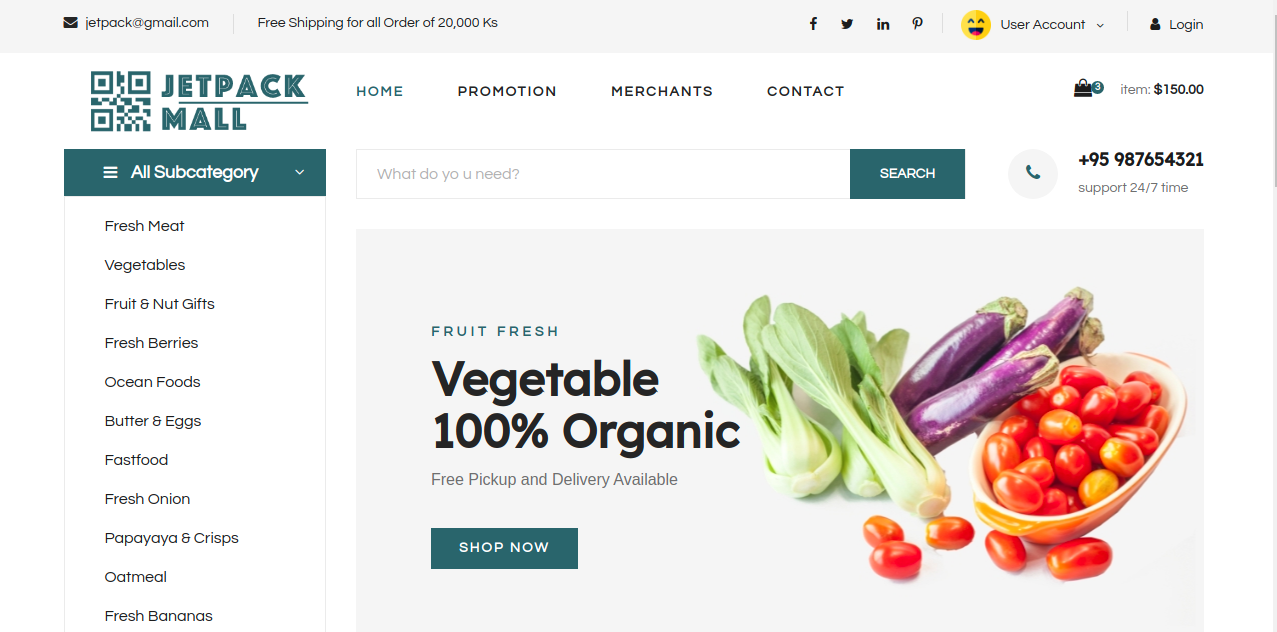 jetpack@gmail.com
Free Shipping for all Order of 20,000 Ks
User Account
Login
JETPACK
MALL
HOME
PROMOTION
MERCHANTS
CONTACT
3
item: $150.00
All Subcategory
What do yo u need?
SEARCH
+95 987654321
support 24/7 time
Fresh Meat
Vegetables
Fruit & Nut Gifts
Fresh Berries
Ocean Foods
Butter & Eggs
Fastfood
Fresh Onion
Papayaya & Crisps
Oatmeal
Fresh Bananas
FRUIT FRESH
Vegetable
100% Organic
Free Pickup and Delivery Available
SHOP NOW